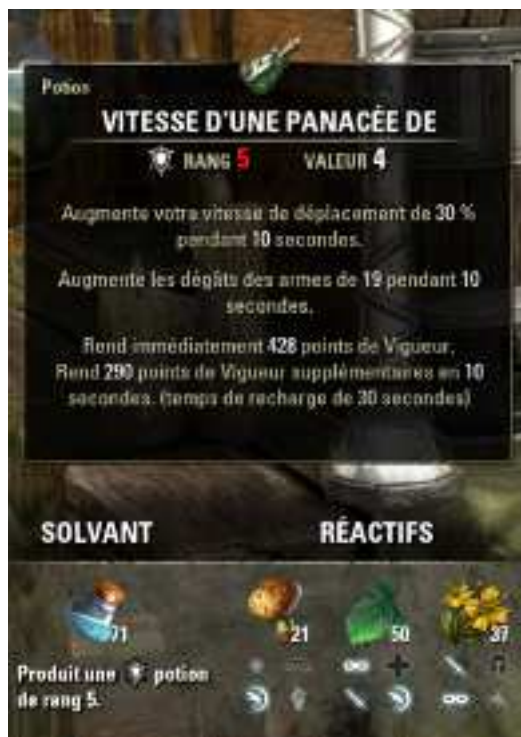 Potion
VITESSE D'UNE PANACÉE DE
RANG 5 VALEUR 4
Augmente votre vitesse de déplacement de 30 %
pendant 10 secondes.
Augmente les dégâts des armes de 19 pendant 10
secondes.
Rend immédiatement 428 points de Vigueur.
Rend 290 points de Vigueur supplémentaires en 10
secondes. (temps de recharge de 30 secondes)
SOLVANT RÉACTIFS
71 21 50 37
Produit une potion
de rang 5.